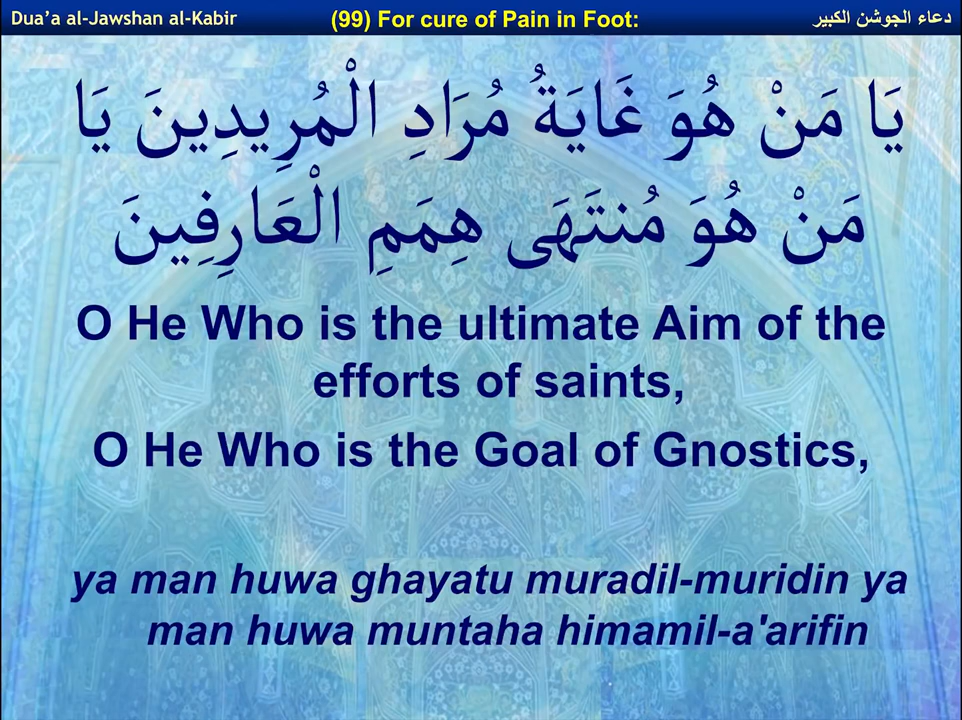 Dua’a al-Jawshan al-Kabir
(99) For cure of Pain in Foot:
دعاء الجوشن الكبير
يَا مَنْ هُوَ غَايَةُ مُرَادِ الْمُرِيدِينَ يَا
مَنْ هُوَ مُنتَهَى هِمَمِ الْعَارِفِينَ
O He Who is the ultimate Aim of the
efforts of saints,
O He Who is the Goal of Gnostics,
ya man huwa ghayatu muradil-muridin ya
man huwa muntaha himamil-a'arifin